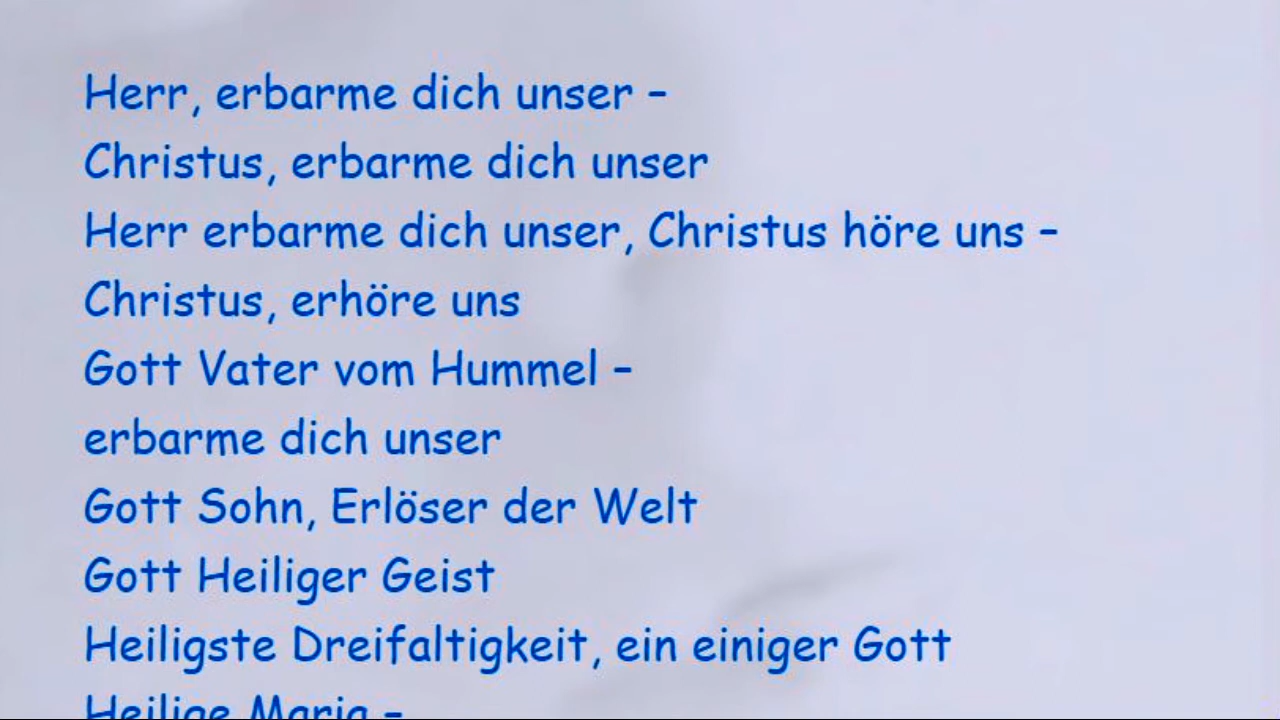 Herr, erbarme dich unser –
Christus, erbarme dich unser
Herr erbarme dich unser, Christus höre uns –
Christus, erhöre uns
Gott Vater vom Hummel –
erbarme dich unser
Gott Sohn, Erlöser der Welt
Gott Heiliger Geist
Heiligste Dreifaltigkeit, ein einiger Gott
Heilige Maria –